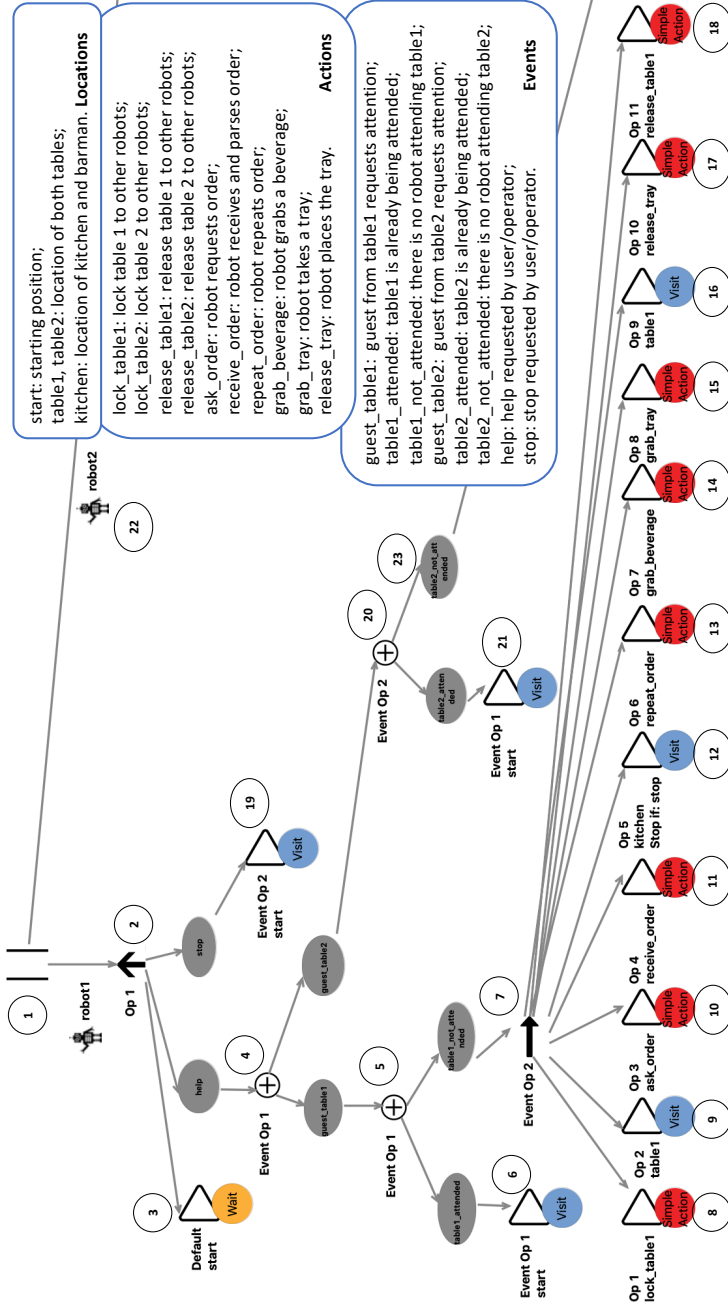 1
robot1
Op 1
2
robot2
22
Default
start
3
Wait
help
stop
Event Op 1
4
Event Op 2
start
19
Visit
guest_table1
guest_table2
Event Op 1
5
Event Op 2
20
table1_attended
table1_not_atte
nded
table2_atten
ded
table2_not_att
ended
23
Event Op 1
start
6
Visit
Event Op 2
7
Event Op 1
start
21
Visit
start: starting position;
table1, table2: location of both tables;
kitchen: location of kitchen and barman. Locations
lock_table1: lock table 1 to other robots;
lock_table2: lock table 2 to other robots;
release_table1: release table 1 to other robots;
release_table2: release table 2 to other robots;
ask_order: robot requests order;
receive_order: robot receives and parses order;
repeat_order: robot repeats order;
grab_beverage: robot grabs a beverage;
grab_tray: robot takes a tray;
release_tray: robot places the tray.
Actions
guest_table1: guest from table1 requests attention;
table1_attended: table1 is already being attended;
table1_not_attended: there is no robot attending table1;
guest_table2: guest from table2 requests attention;
table2_attended: table2 is already being attended;
table2_not_attended: there is no robot attending table2;
help: help requested by user/operator;
stop: stop requested by user/operator.
Events
Op 1
lock_table1
Simple
Action
8
Op 2
table1
Visit
9
Op 3
ask_order
Simple
Action
10
Op 4
receive_order
Simple
Action
11
Op 5
kitchen
Stop if: stop
Visit
12
Op 6
repeat_order
Simple
Action
13
Op 7
grab_beverage
Simple
Action
14
Op 8
grab_tray
Simple
Action
15
Op 9
table1
Visit
16
Op 10
release_tray
Simple
Action
17
Op 11
release_table1
Simple
Action
18